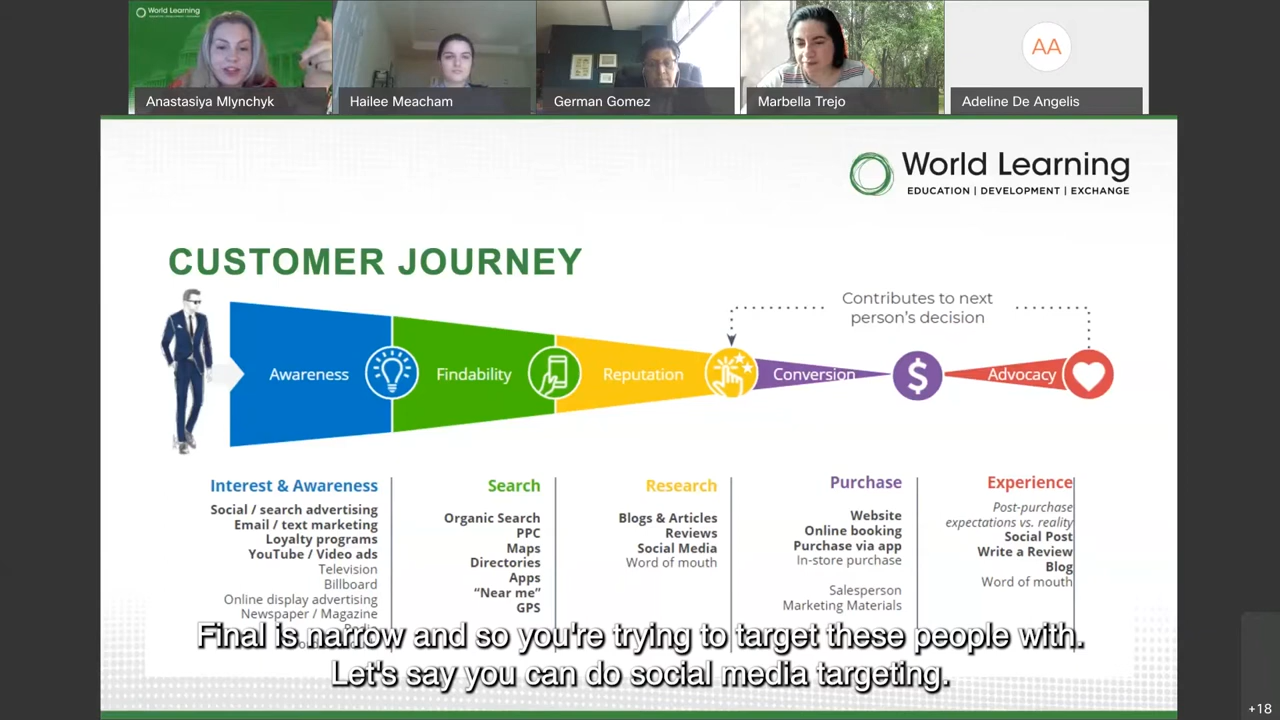 World Learning
EDUCATION | DEVELOPMENT | EXCHANGE
Anastasiya Mlynchyk
Hailee Meacham
German Gomez
Marbella Trejo
AA
Adeline De Angelis
World Learning
EDUCATION | DEVELOPMENT | EXCHANGE
CUSTOMER JOURNEY
Contributes to next
person's decision
Awareness
Findability
Reputation
Conversion
$
Advocacy
Interest & Awareness
Social / search advertising
Email / text marketing
Loyalty programs
YouTube / Video ads
Television
Billboard
Online display advertising
Newspaper / Magazine
Search
Organic Search
PPC
Maps
Directories
Apps
“Near me”
GPS
Research
Blogs & Articles
Reviews
Social Media
Word of mouth
Purchase
Website
Online booking
Purchase via app
In-store purchase
Salesperson
Marketing Materials
Experience
Post-purchase
expectations vs. reality
Social Post
Write a Review
Blog
Word of mouth
Final is narrow and so you're trying to target these people with.
Let's say you can do social media targeting.
+18